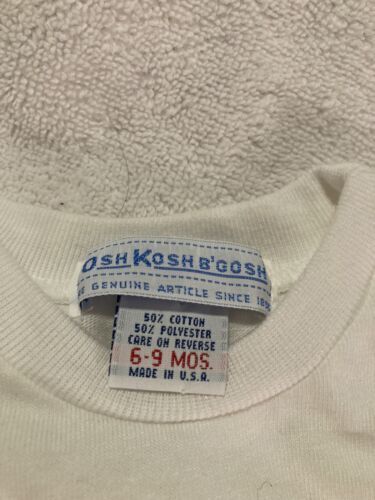 OSHKOSH B'GOSH
GENUINE ARTICLE SINCE
50% COTTON
50% POLYESTER
CARE ON REVERSE
6-9 MOS.
MADE IN U.S.A.